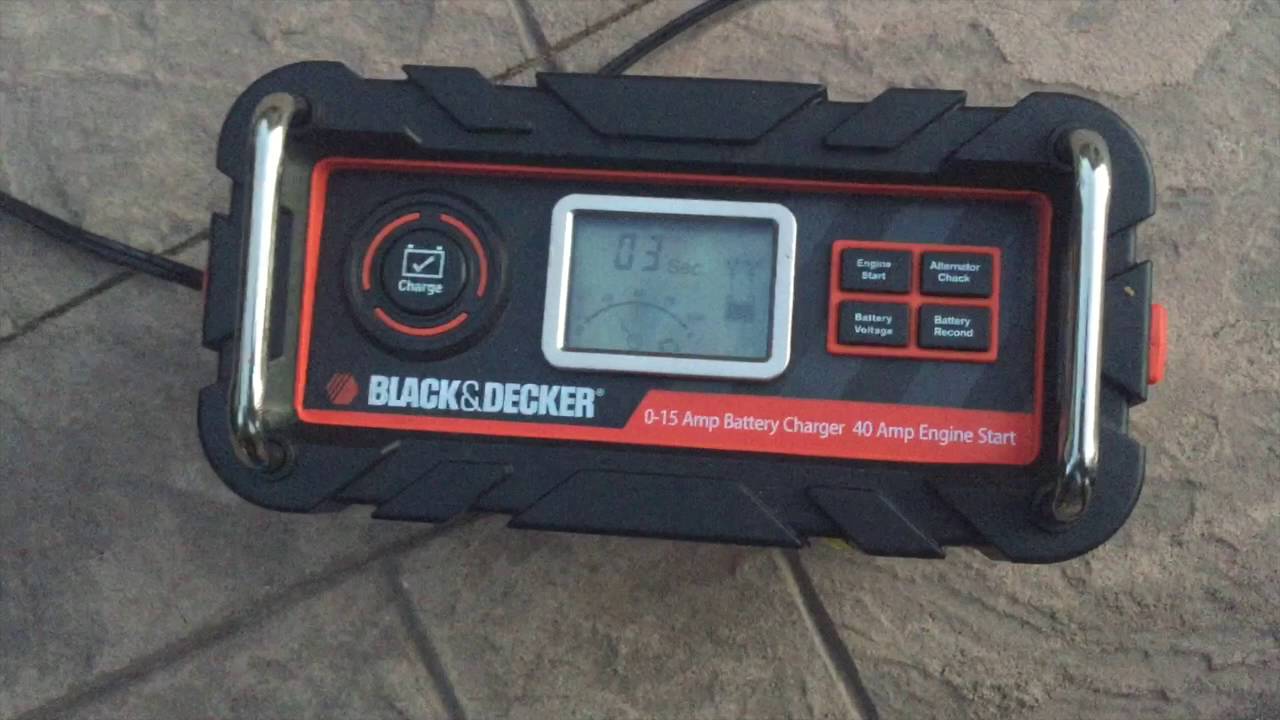 03 Sec
Charge
Engine
Start
Alternator
Check
Battery
Voltage
Battery
Recond
BLACK&DECKER®
0-15 Amp Battery Charger 40 Amp Engine Start